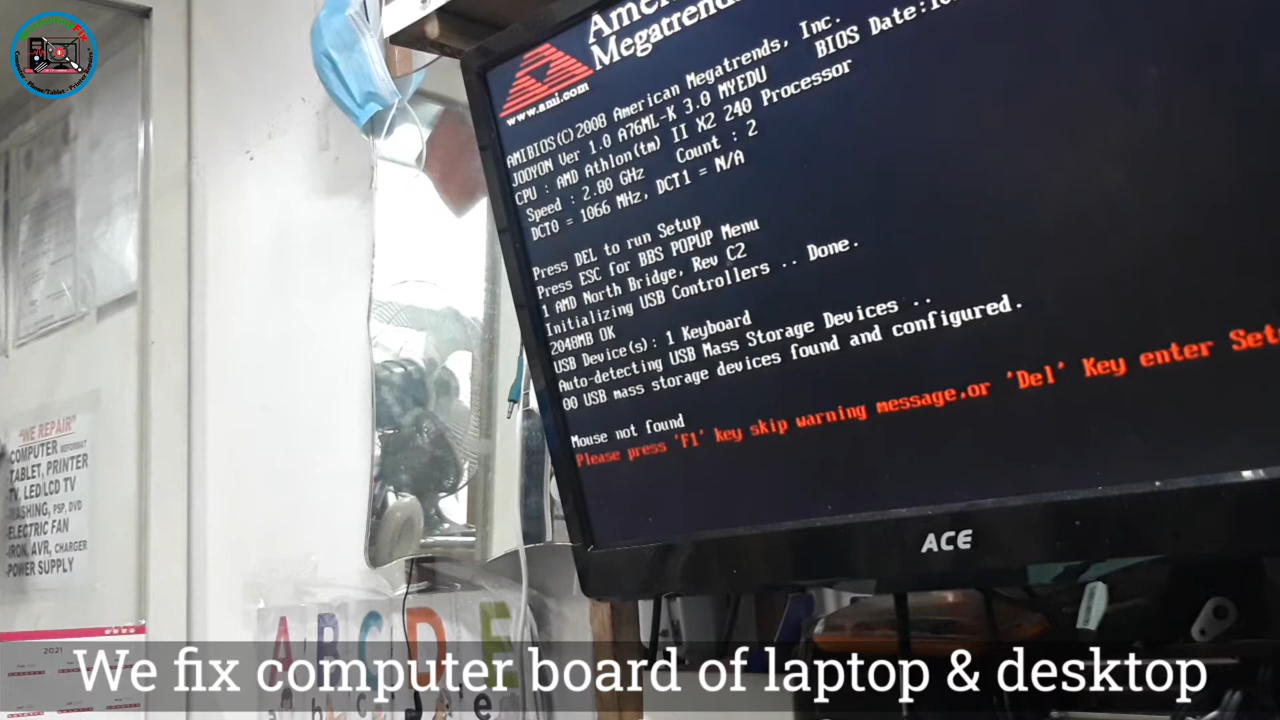 American
Megatrends
www.ami.com
AMIBIOS(C)2008 American Megatrends, Inc.
JOOYON Ver 1.0 A76ML-K 3.0 MYEDU BIOS Date:
CPU : AMD Athlon(tm) II X2 240 Processor
Speed : 2.80 GHz Count : 2
DCT0 = 1066 MHz, DCT1 = N/A
Press DEL to run Setup
Press ESC for BBS POPUP Menu
1 AMD North Bridge, Rev C2
Initializing USB Controllers .. Done.
2048MB OK
USB Device(s): 1 Keyboard
Auto-detecting USB Mass Storage Devices ..
00 USB mass storage devices found and configured.
Mouse not found
Please press 'F1' key skip warning message,or 'Del' Key enter Set
ACE
"WE REPAIR"
COMPUTER REFORMAT
TABLET, PRINTER
TV, LED/LCD TV
WASHING, PSP, DVD
ELECTRIC FAN
IRON, AVR, CHARGER
POWER SUPPLY
2021
A B C D E
We fix computer board of laptop & desktop